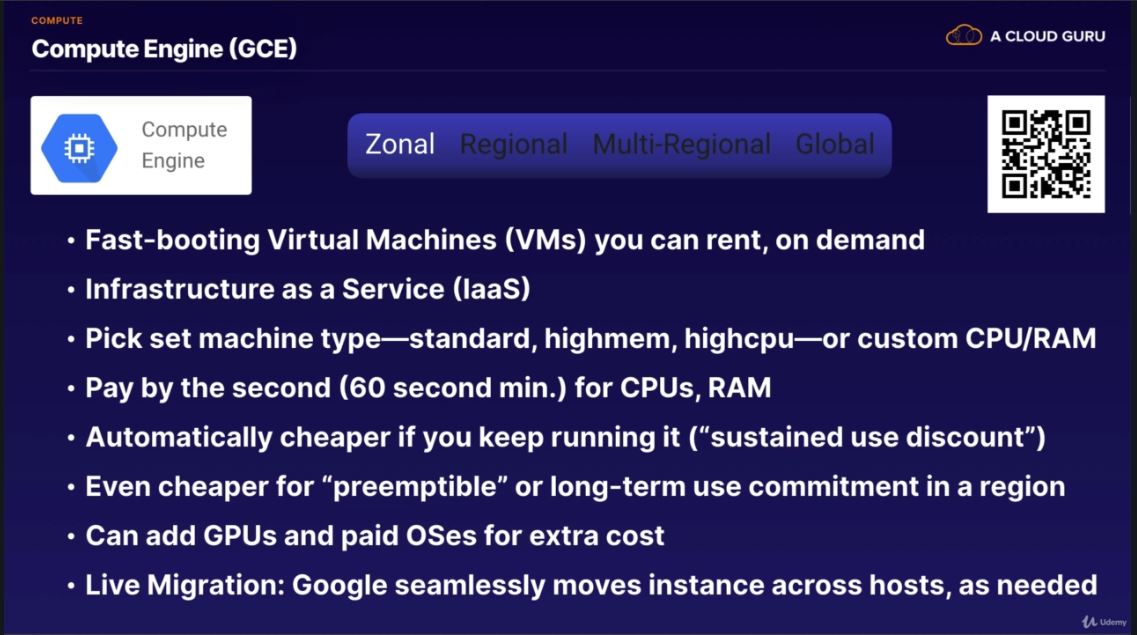 COMPUTE
Compute Engine (GCE)
A CLOUD GURU
Compute
Engine
Zonal Regional Multi-Regional Global
• Fast-booting Virtual Machines (VMs) you can rent, on demand
• Infrastructure as a Service (IaaS)
• Pick set machine type—standard, highmem, highcpu—or custom CPU/RAM
• Pay by the second (60 second min.) for CPUs, RAM
• Automatically cheaper if you keep running it (“sustained use discount”)
• Even cheaper for “preemptible” or long-term use commitment in a region
• Can add GPUs and paid OSes for extra cost
• Live Migration: Google seamlessly moves instance across hosts, as needed
Udemy